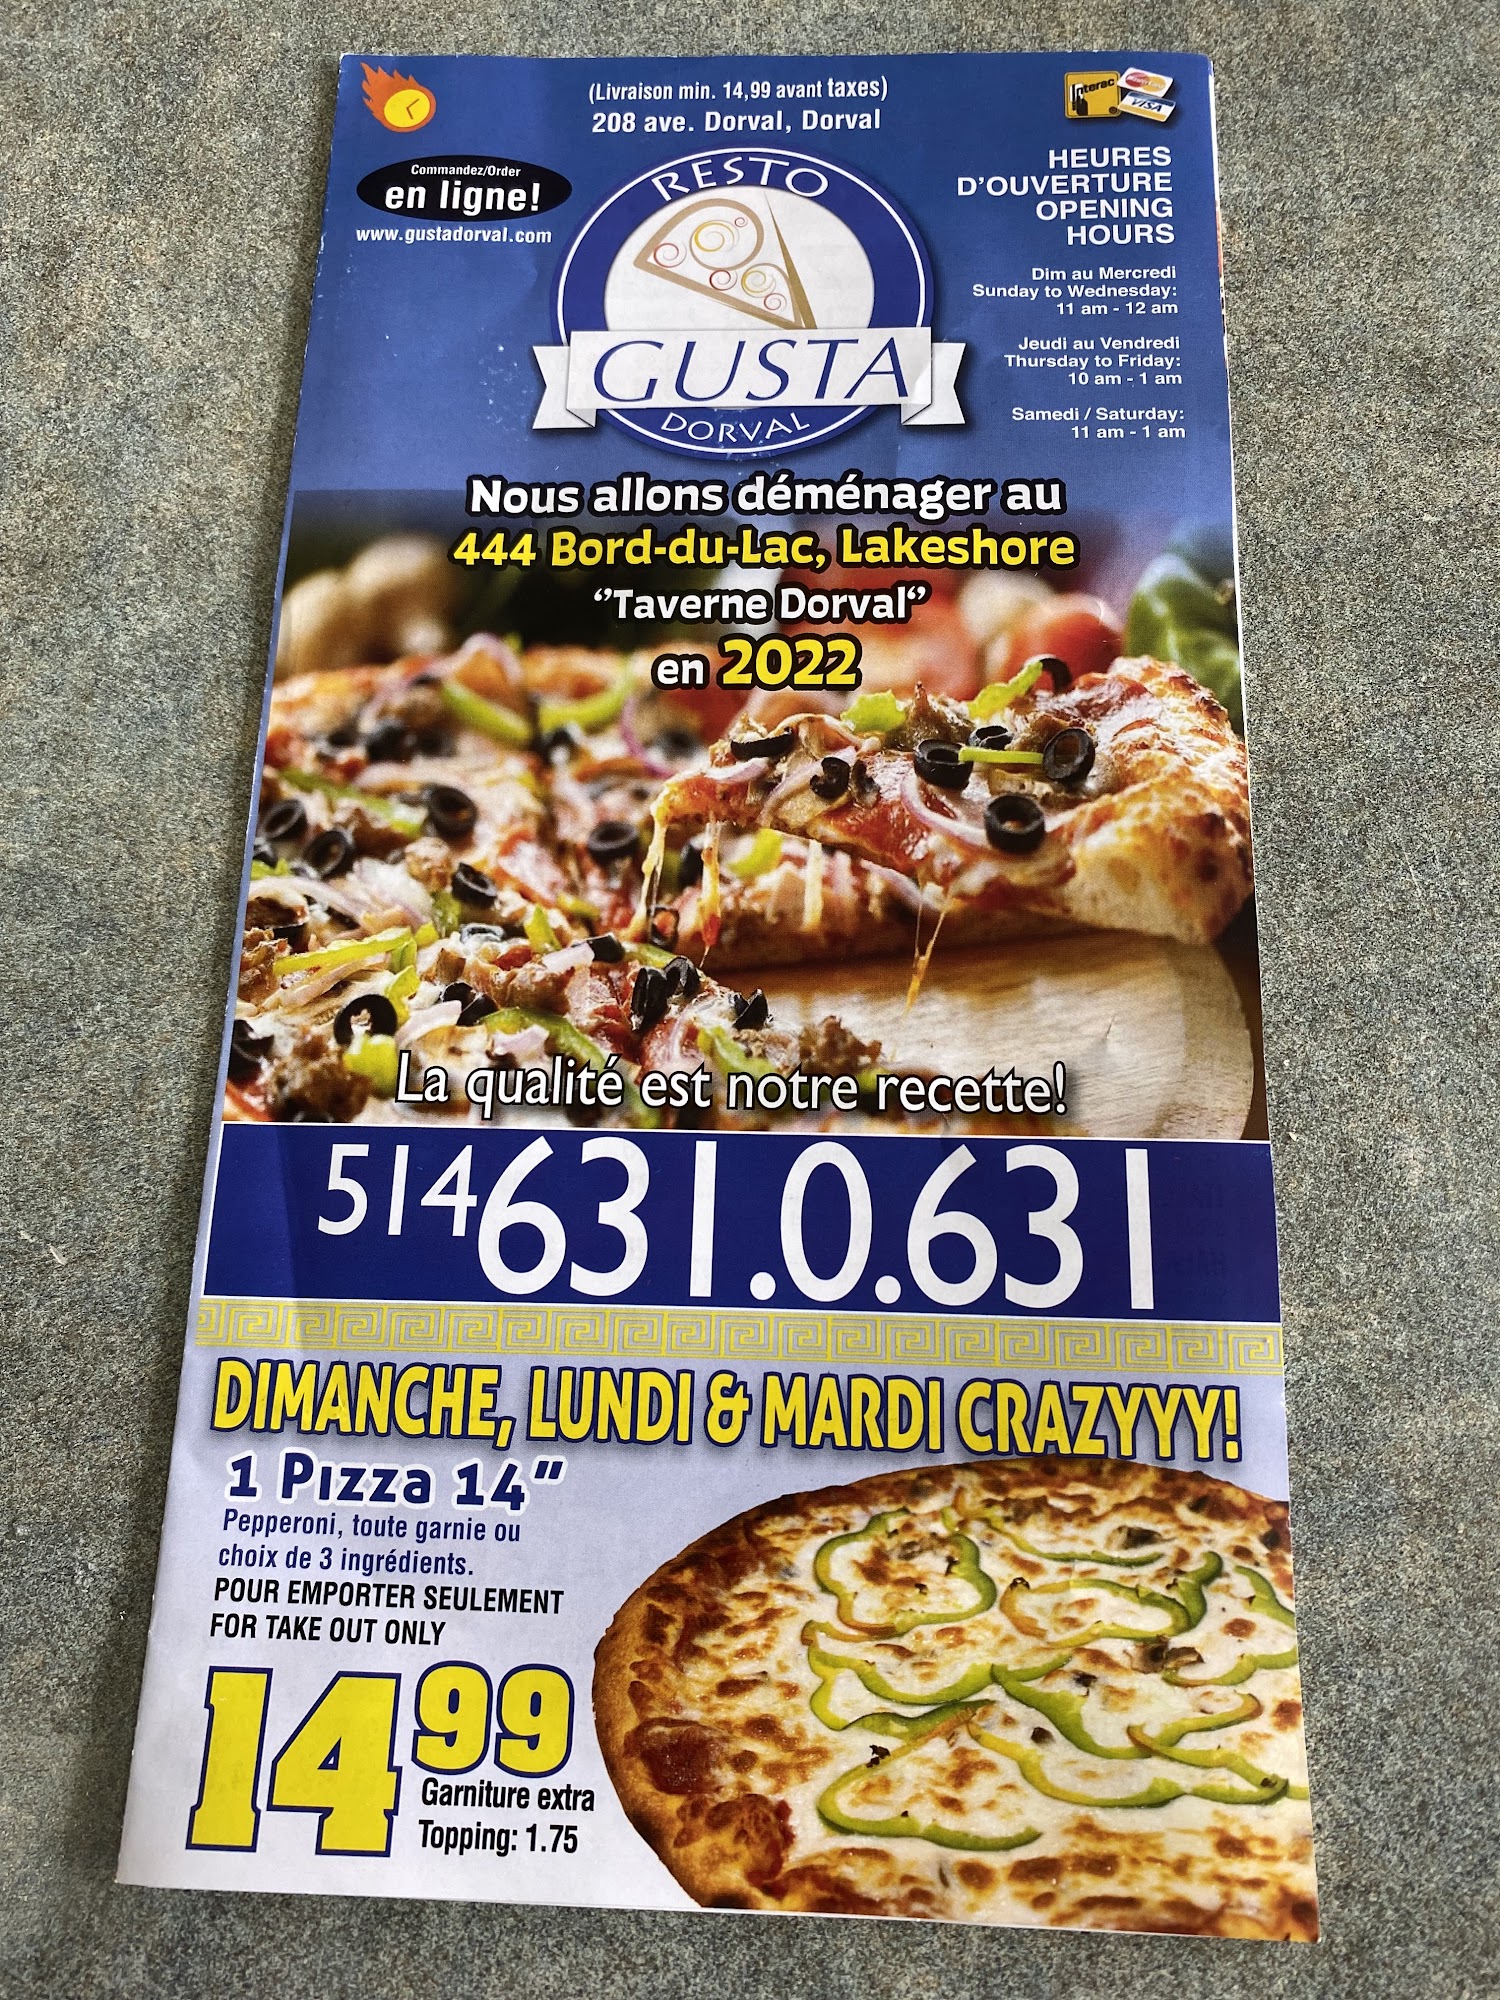 (Livraison min. 14,99 avant taxes)
208 ave. Dorval, Dorval
Commandez/Order
en ligne!
www.gustadorval.com
RESTO
GUSTA
DORVAL
Interac
MasterCard
VISA
HEURES
D'OUVERTURE
OPENING
HOURS
Dim au Mercredi
Sunday to Wednesday:
11 am - 12 am
Jeudi au Vendredi
Thursday to Friday:
10 am - 1 am
Samedi / Saturday:
11 am - 1 am
Nous allons déménager au
444 Bord-du-Lac, Lakeshore
‘’Taverne Dorval‘’
en 2022
La qualité est notre recette!
514 631.0.631
DIMANCHE, LUNDI & MARDI CRAZYYY!
1 Pizza 14"
Pepperoni, toute garnie ou
choix de 3 ingrédients.
POUR EMPORTER SEULEMENT
FOR TAKE OUT ONLY
14 99
Garniture extra
Topping: 1.75